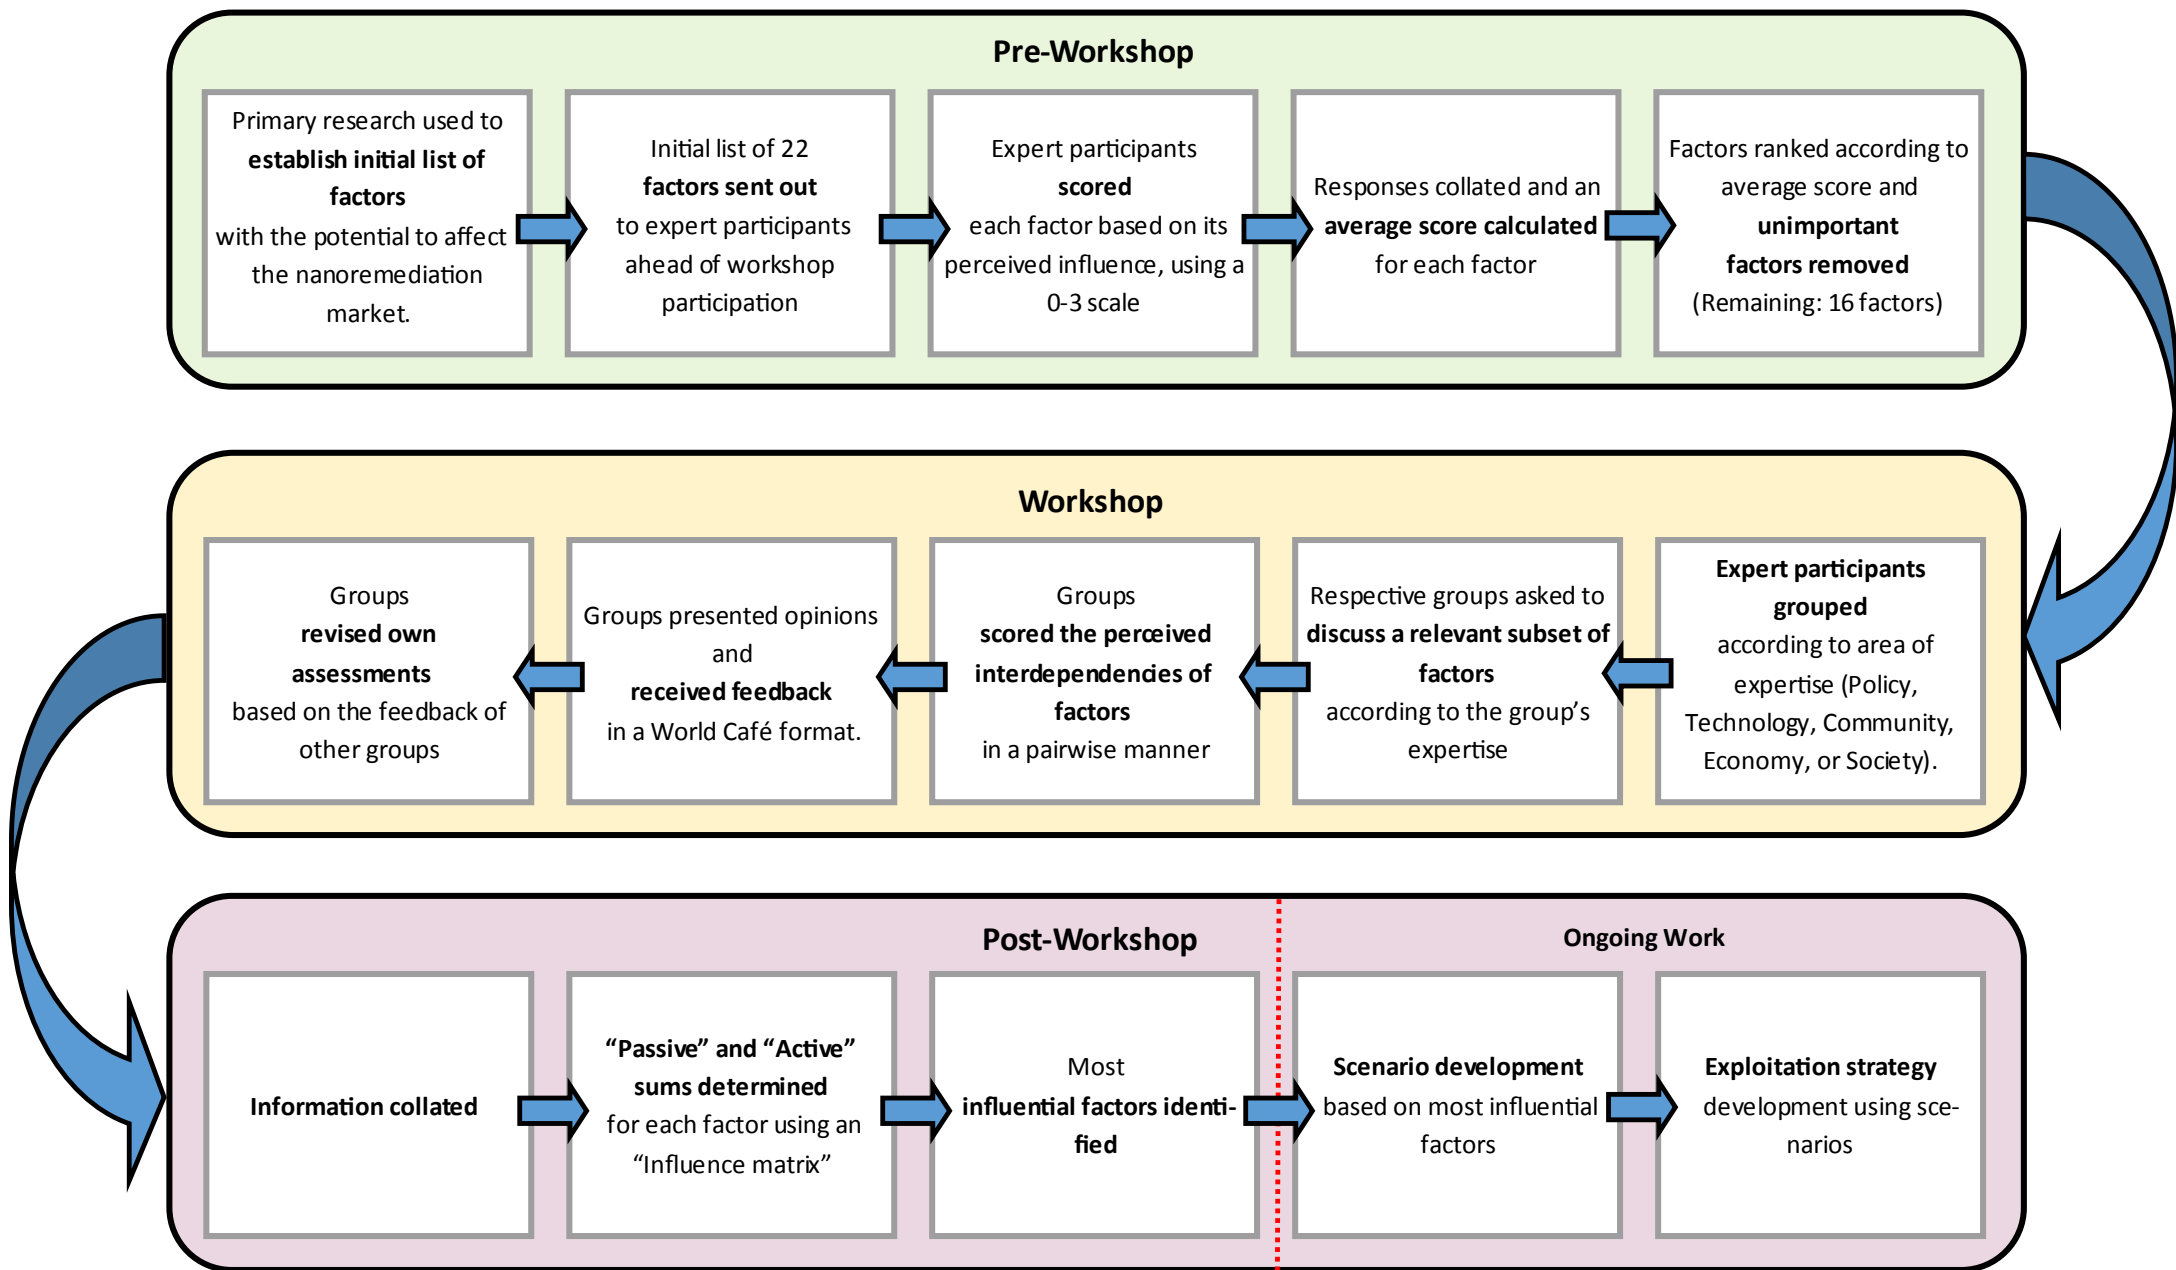 Pre-Workshop
Primary research used to
establish initial list of
factors
with the potential to affect
the nanoremediation
market.
Initial list of 22
factors sent out
to expert participants
ahead of workshop
participation
Expert participants
scored
each factor based on its
perceived influence, using a
0-3 scale
Responses collated and an
average score calculated
for each factor
Factors ranked according to
average score and
unimportant
factors removed
(Remaining: 16 factors)
Workshop
Expert participants
grouped
according to area of
expertise (Policy,
Technology, Community,
Economy, or Society).
Respective groups asked to
discuss a relevant subset of
factors
according to the group’s
expertise
Groups
scored the perceived
interdependencies of
factors
in a pairwise manner
Groups presented opinions
and
received feedback
in a World Café format.
Groups
revised own
assessments
based on the feedback of
other groups
Post-Workshop
Ongoing Work
Information collated
“Passive” and “Active”
sums determined
for each factor using an
“Influence matrix”
Most
influential factors identi-
fied
Scenario development
based on most influential
factors
Exploitation strategy
development using sce-
narios